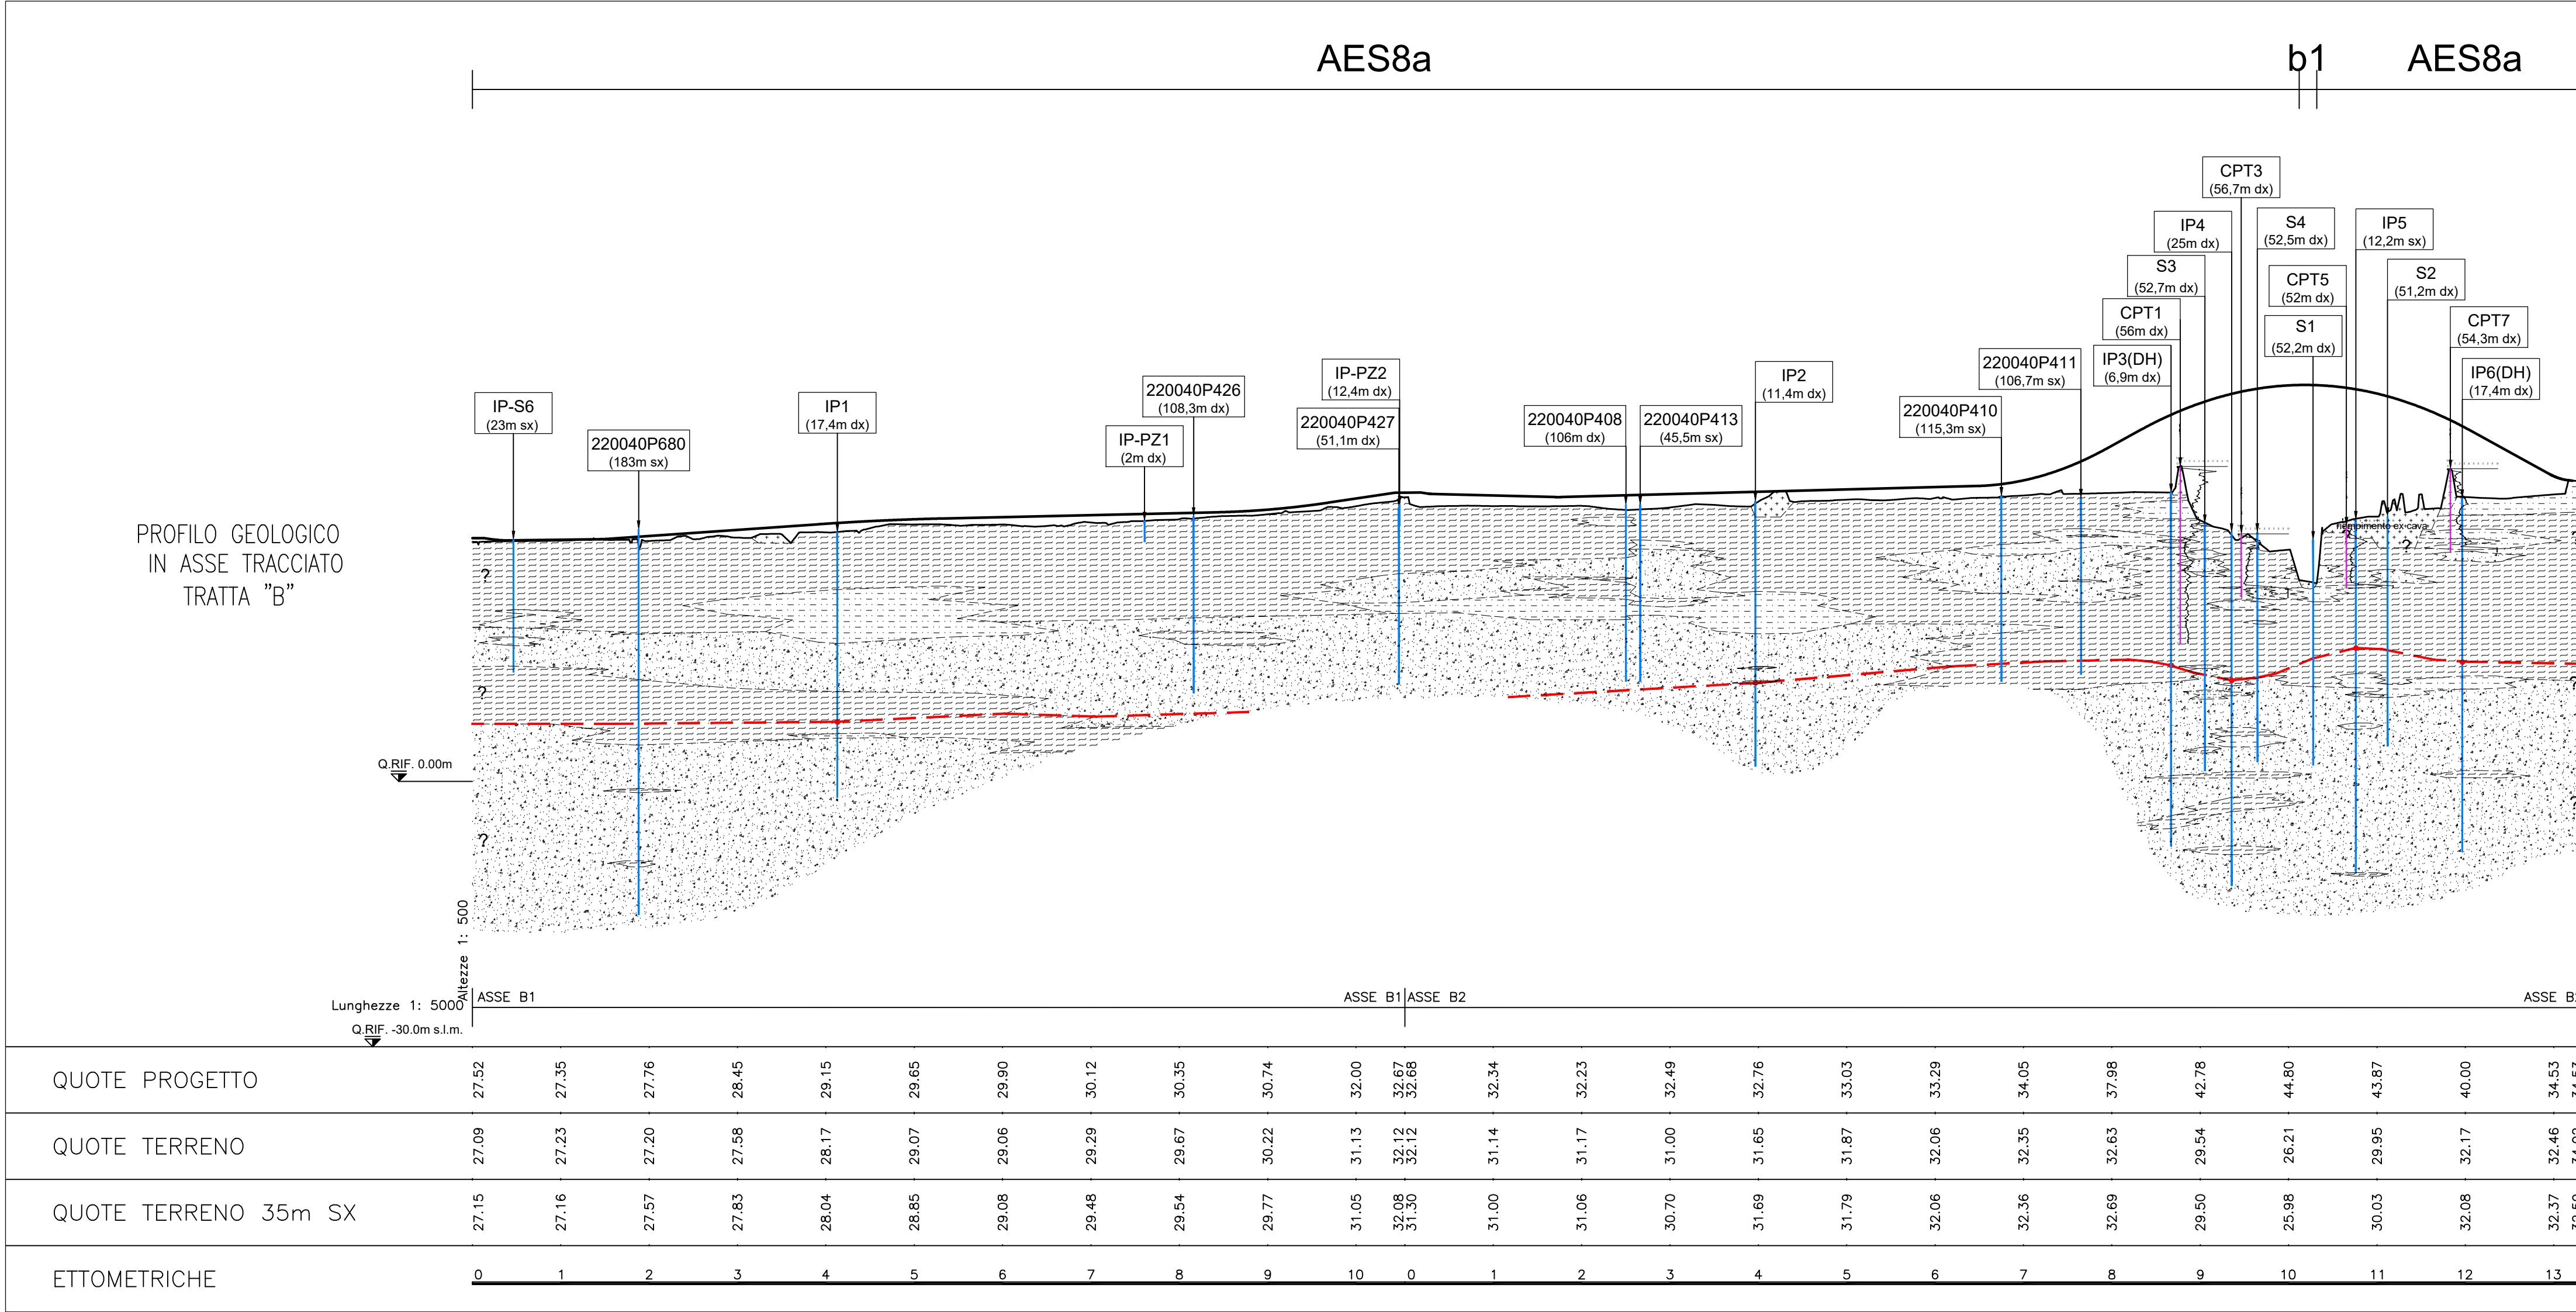 AES8a
b1
AES8a
CPT3
(56,7m dx)
IP4
(25m dx)
S4
(52,5m dx)
IP5
(12,2m sx)
S3
(52,7m dx)
CPT5
(52m dx)
S2
(51,2m dx)
CPT1
(56m dx)
S1
(52,2m dx)
CPT7
(54,3m dx)
IP3(DH)
(6,9m dx)
IP6(DH)
(17,4m dx)
220040P411
(106,7m sx)
IP2
(11,4m dx)
IP-PZ2
(12,4m dx)
220040P426
(108,3m dx)
IP-S6
(23m sx)
IP1
(17,4m dx)
220040P427
(51,1m dx)
220040P408
(106m dx)
220040P413
(45,5m sx)
220040P410
(115,3m sx)
220040P680
(183m sx)
IP-PZ1
(2m dx)
riempimento ex-cava
PROFILO GEOLOGICO
IN ASSE TRACCIATO
TRATTA "B"
?
?
?
?
Q.RIF. 0.00m
Altezze 1: 500
Lunghezze 1: 5000
Q.RIF. -30.0m s.l.m.
ASSE B1
ASSE B1
ASSE B2
QUOTE PROGETTO 27.52 27.35 27.76 28.45 29.15 29.65 29.90 30.12 30.35 30.74 32.00 32.67 32.68 32.34 32.23 32.49 32.76 33.03 33.29 34.05 37.98 42.78 44.80 43.87 40.00 34.53
QUOTE TERRENO 27.09 27.23 27.20 27.58 28.17 29.07 29.06 29.29 29.67 30.22 31.13 32.12 32.12 31.14 31.17 31.00 31.65 31.87 32.06 32.35 32.63 29.54 26.21 29.95 32.17 32.46
QUOTE TERRENO 35m SX 27.15 27.16 27.57 27.83 28.04 28.85 29.08 29.48 29.54 29.77 31.05 32.08 31.30 31.00 31.06 30.70 31.69 31.79 32.06 32.36 32.69 29.50 25.98 30.03 32.08 32.37
ETTOMETRICHE 0 1 2 3 4 5 6 7 8 9 10 0 1 2 3 4 5 6 7 8 9 10 11 12 13